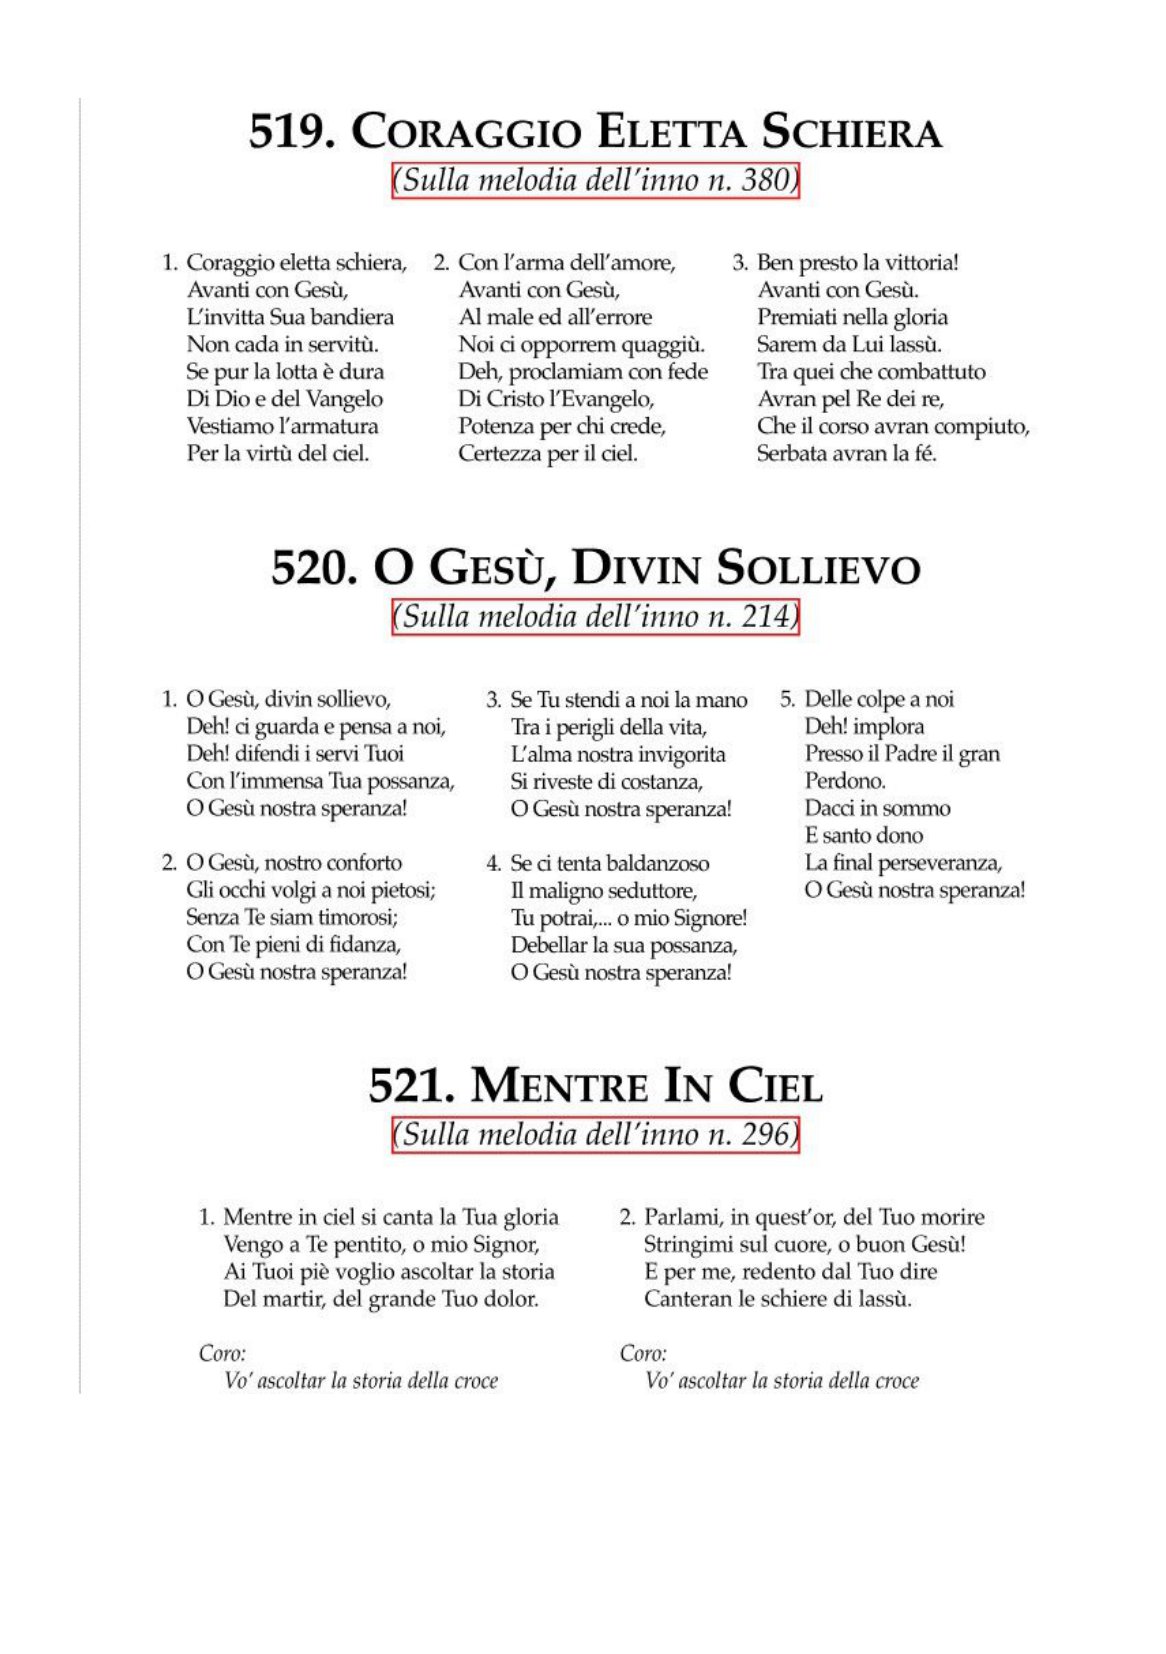 519. CORAGGIO ELETTA SCHIERA
(Sulla melodia dell'inno n. 380)
1. Coraggio eletta schiera,
Avanti con Gesù,
L'invitta Sua bandiera
Non cada in servitù.
Se pur la lotta è dura
Di Dio e del Vangelo
Vestiamo l'armatura
Per la virtù del ciel.
2. Con l'arma dell'amore,
Avanti con Gesù,
Al male ed all'errore
Noi ci opporrem quaggiù.
Deh, proclamiam con fede
Di Cristo l'Evangelo,
Potenza per chi crede,
Certezza per il ciel.
3. Ben presto la vittoria!
Avanti con Gesù.
Premiati nella gloria
Sarem da Lui lassù.
Tra quei che combattuto
Avran pel Re dei re,
Che il corso avran compiuto,
Serbata avran la fé.
520. O GESÙ, DIVIN SOLLIEVO
(Sulla melodia dell'inno n. 214)
1. O Gesù, divin sollievo,
Deh! ci guarda e pensa a noi,
Deh! difendi i servi Tuoi
Con l'immensa Tua possanza,
O Gesù nostra speranza!
2. O Gesù, nostro conforto
Gli occhi volgi a noi pietosi;
Senza Te siam timorosi;
Con Te pieni di fidanza,
O Gesù nostra speranza!
3. Se Tu stendi a noi la mano
Tra i perigli della vita,
L'alma nostra invigorita
Si riveste di costanza,
O Gesù nostra speranza!
4. Se ci tenta baldanzoso
Il maligno seduttore,
Tu potrai,... o mio Signore!
Debellar la sua possanza,
O Gesù nostra speranza!
5. Delle colpe a noi
Deh! implora
Presso il Padre il gran
Perdono.
Dacci in sommo
E santo dono
La final perseveranza,
O Gesù nostra speranza!
521. MENTRE IN CIEL
(Sulla melodia dell'inno n. 296)
1. Mentre in ciel si canta la Tua gloria
Vengo a Te pentito, o mio Signor,
Ai Tuoi piè voglio ascoltar la storia
Del martir, del grande Tuo dolor.
Coro:
Vo' ascoltar la storia della croce
2. Parlami, in quest'or, del Tuo morire
Stringimi sul cuore, o buon Gesù!
E per me, redento dal Tuo dire
Canteran le schiere di lassù.
Coro:
Vo' ascoltar la storia della croce